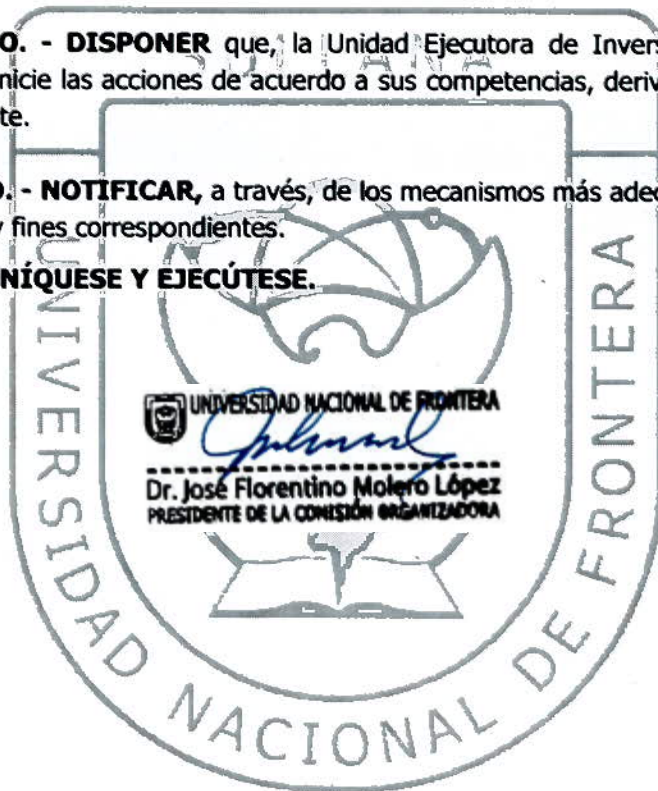 O. - DISPONER que, la Unidad Ejecutora de Invers
nicie las acciones de acuerdo a sus competencias, deriv
te.
SULLANA
O. - NOTIFICAR, a través, de los mecanismos más adec
y fines correspondientes.
NÍQUESE Y EJECÚTESE.
UNIVERSIDAD NACIONAL DE FRONTERA
UNIVERSIDAD NACIONAL DE FRONTERA
Dr. José Florentino Molero López
PRESIDENTE DE LA COMISIÓN ORGANIZADORA